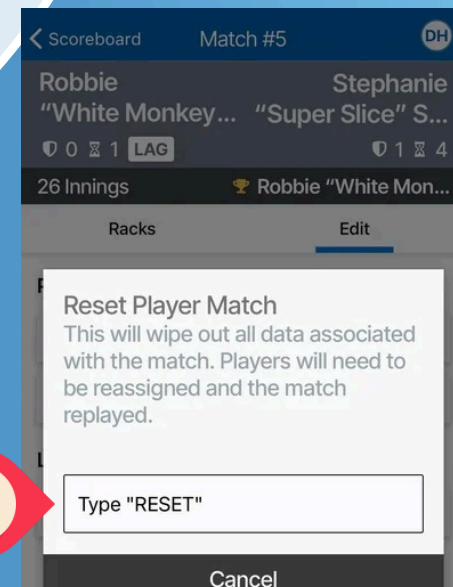 Scoreboard Match #5 DH
Robbie Stephanie
“White Monkey... “Super Slice” S...
0 1 LAG 1 4
26 Innings Robbie “White Mon...
Racks Edit
Reset Player Match
This will wipe out all data associated
with the match. Players will need to
be reassigned and the match
replayed.
Type "RESET"
Cancel